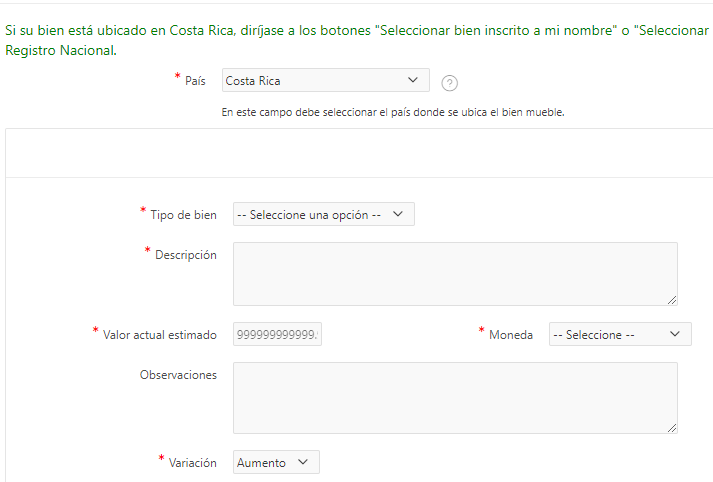 Si su bien está ubicado en Costa Rica, diríjase a los botones "Seleccionar bien inscrito a mi nombre" o "Seleccionar
Registro Nacional.
* País Costa Rica ?
En este campo debe seleccionar el país donde se ubica el bien mueble.
* Tipo de bien -- Seleccione una opción --
* Descripción
* Valor actual estimado 999999999999. * Moneda -- Seleccione --
Observaciones
* Variación Aumento